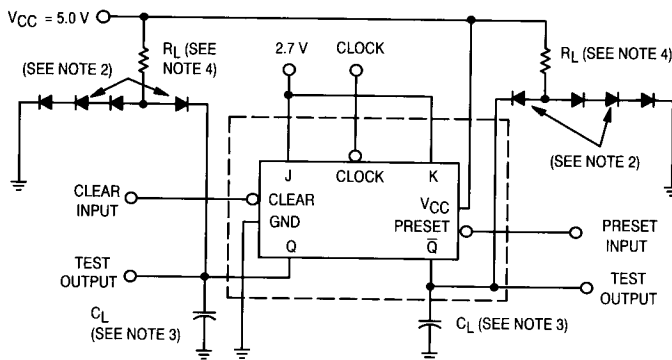 VCC = 5.0 V
RL (SEE
NOTE 4)
(SEE NOTE 2)
2.7 V
CLOCK
RL (SEE NOTE 4)
(SEE NOTE 2)
J
CLOCK
K
CLEAR
INPUT
CLEAR
GND
VCC
PRESET
Q
Q̅
PRESET
INPUT
TEST
OUTPUT
TEST
OUTPUT
CL
(SEE NOTE 3)
CL (SEE NOTE 3)